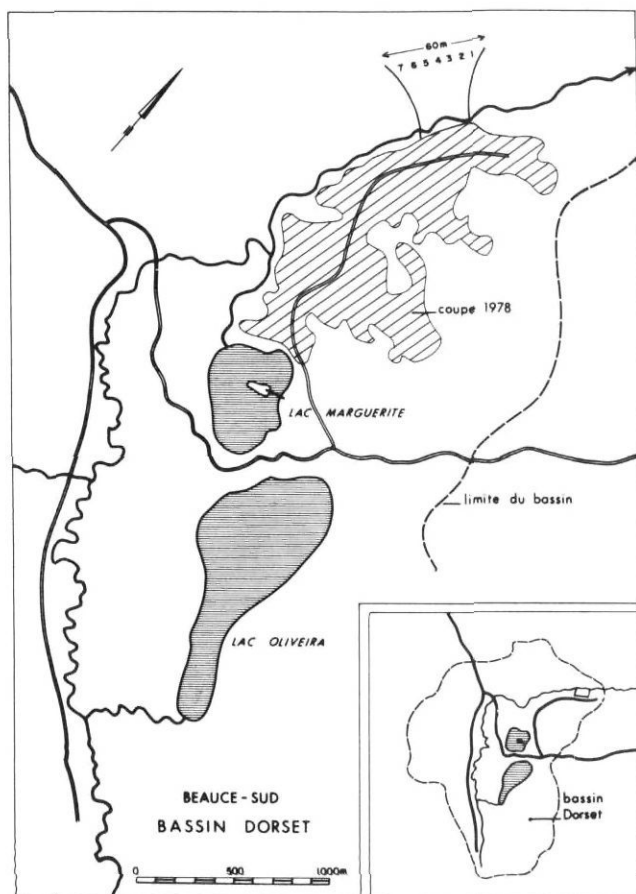 60m
7 6 5 4 3 2 1
coupe 1978
LAC MARGUERITE
limite du bassin
LAC OLIVEIRA
BEAUCE-SUD
BASSIN DORSET
0 500 1000m
bassin
Dorset